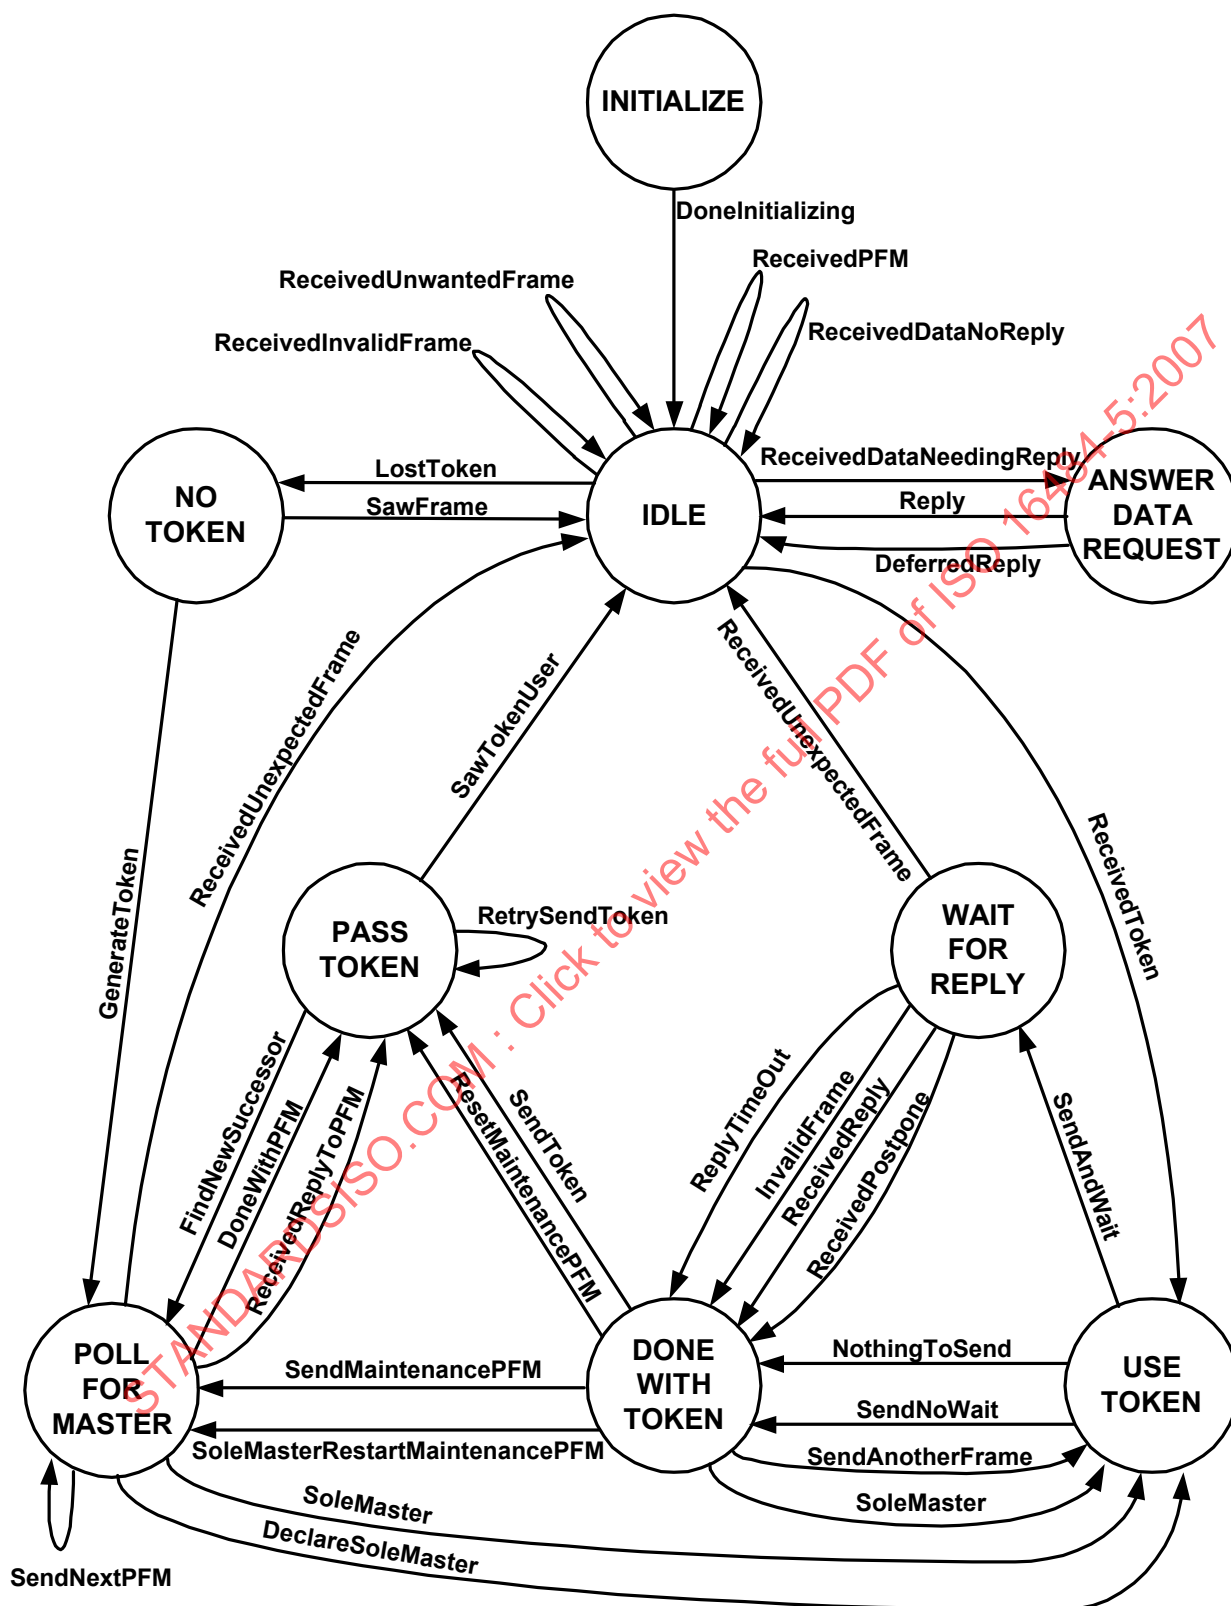 INITIALIZE
DoneInitializing
ReceivedPFM
ReceivedUnwantedFrame
ReceivedDataNoReply
ReceivedInvalidFrame
LostToken
SawFrame
NO
TOKEN
IDLE
ReceivedDataNeedingReply
Reply
DeferredReply
ANSWER
DATA
REQUEST
ReceivedUnexpectedFrame
SawTokenUser
ReceivedUnexpectedFrame
ReceivedToken
GenerateToken
PASS
TOKEN
RetrySendToken
WAIT
FOR
REPLY
FindNewSuccessor
DoneWithPFM
ReceivedReplyToPFM
ResetMaintenancePFM
SendToken
ReplyTimeOut
InvalidFrame
ReceivedReply
ReceivedPostpone
SendAndWait
POLL
FOR
MASTER
SendMaintenancePFM
SoleMasterRestartMaintenancePFM
DONE
WITH
TOKEN
NothingToSend
SendNoWait
SendAnotherFrame
SoleMaster
USE
TOKEN
SoleMaster
DeclareSoleMaster
SendNextPFM
STANDARDSISO.COM : Click to view the full PDF of ISO 16484-5:2007